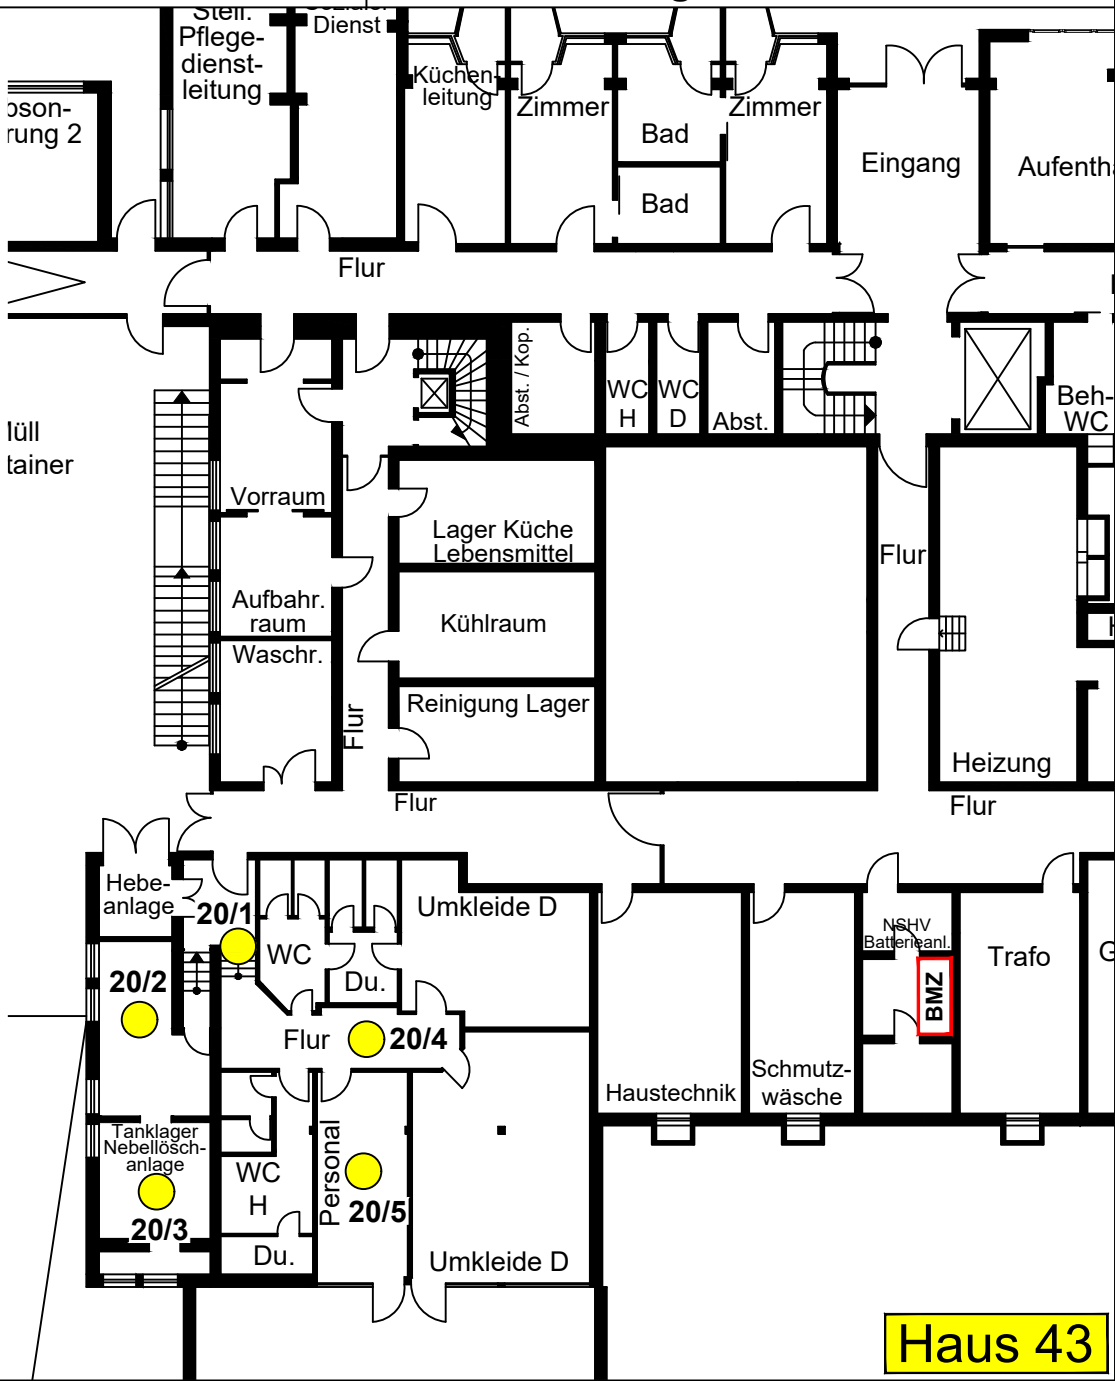 Stell.
Pflege-
dienst-
leitung
Dienst
Küchen-
leitung
Zimmer
Bad
Bad
Zimmer
Eingang
rung 2
Flur
Abst. / Kop.
WC
H
WC
D
Abst.
Beh-
WC
Vorraum
Lager Küche
Lebensmittel
Flur
Aufbahr.
raum
Kühlraum
Waschr.
Reinigung Lager
Flur
Heizung
Flur
Flur
Hebe-
anlage
20/1
WC
Du.
Umkleide D
NSHV
Batterieanl.
BMZ
Trafo
20/2
Flur
20/4
Haustechnik
Schmutz-
wäsche
Tanklager
Nebellösch-
anlage
20/3
WC
H
Du.
Personal
20/5
Umkleide D
Haus 43